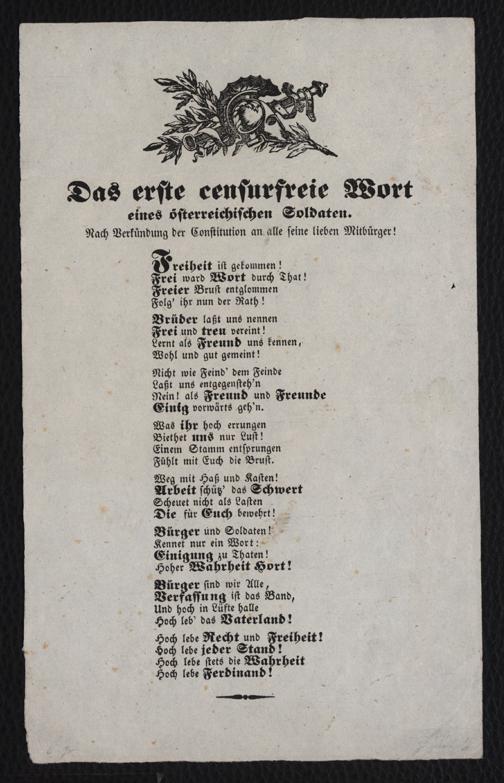 Das erste censurfreie Wort
eines österreichischen Soldaten.
Nach Verkündung der Constitution an alle seine lieben Mitbürger!
Freiheit ist gekommen!
Frei ward Wort durch That!
Freier Brust entglommen
Folg' ihr nun der Rath!
Brüder laßt uns nennen
Frei und treu vereint!
Lernt als Freund uns kennen,
Wohl und gut gemeint!
Nicht wie Feind' dem Feinde
Laßt uns entgegensteh'n
Nein! als Freund und Freunde
Einig vorwärts geh'n.
Was ihr hoch errungen
Biethet uns nur Lust!
Einem Stamm entsprungen
Fühlt mit Euch die Brust.
Weg mit Haß und Kasten!
Arbeit schütz' das Schwert
Scheuet nicht als Lasten
Die für Euch bewehrt!
Bürger und Soldaten!
Kennet nur ein Wort:
Einigung zu Thaten!
Hoher Wahrheit Hort!
Bürger sind wir Alle,
Verfassung ist das Band,
Und hoch in Lüfte halle
Hoch leb' das Vaterland!
Hoch lebe Recht und Freiheit!
Hoch lebe jeder Stand!
Hoch lebe stets die Wahrheit
Hoch lebe Ferdinand!